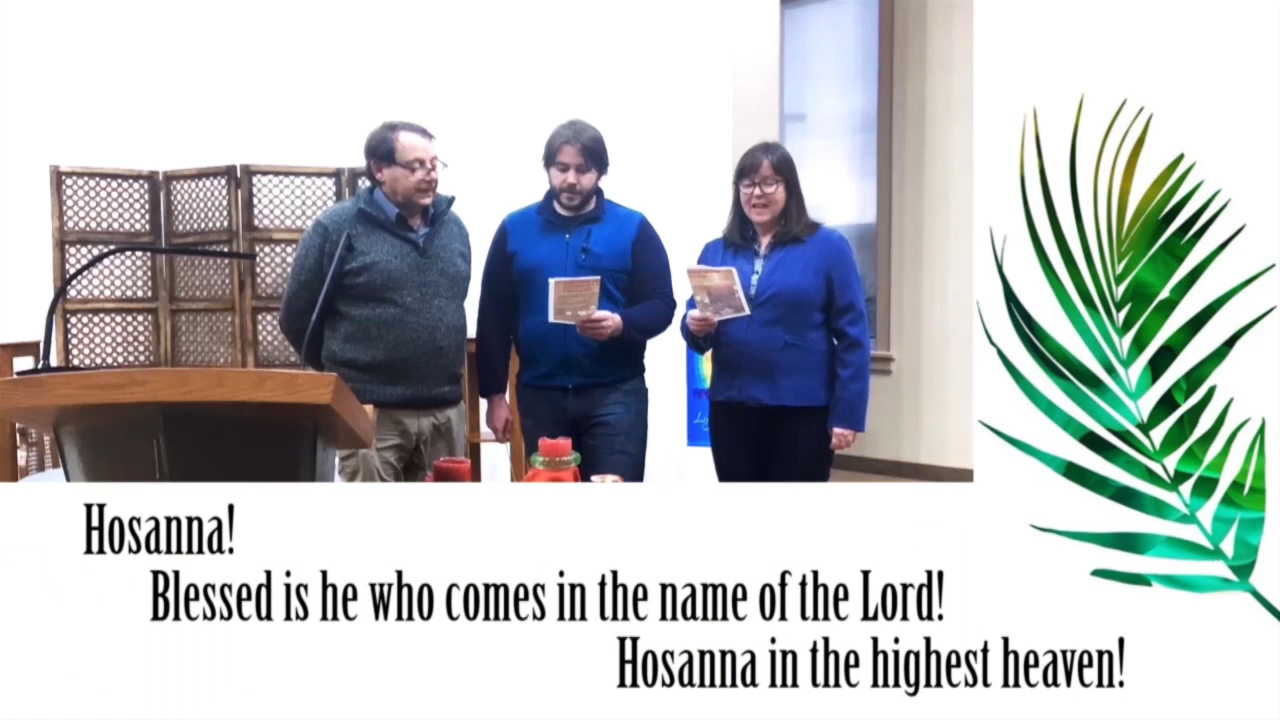 Hosanna!
Blessed is he who comes in the name of the Lord!
Hosanna in the highest heaven!